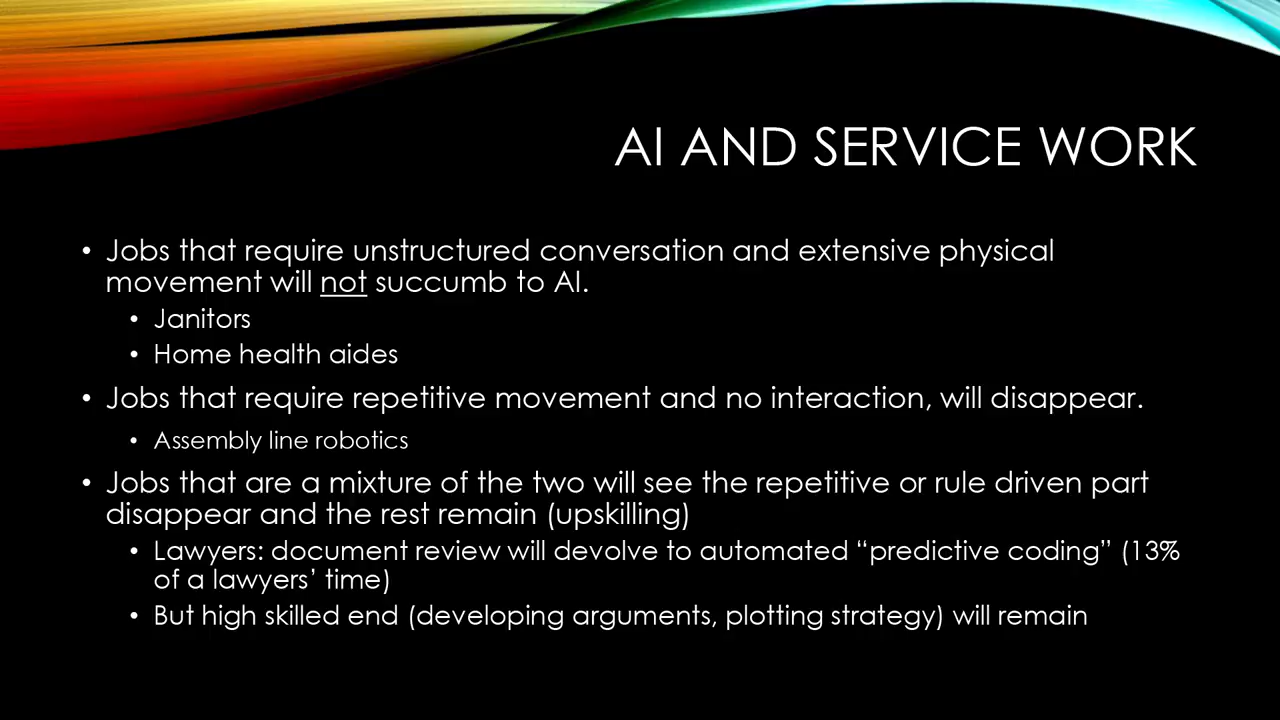 AI AND SERVICE WORK
• Jobs that require unstructured conversation and extensive physical
movement will not succumb to AI.
• Janitors
• Home health aides
• Jobs that require repetitive movement and no interaction, will disappear.
• Assembly line robotics
• Jobs that are a mixture of the two will see the repetitive or rule driven part
disappear and the rest remain (upskilling)
• Lawyers: document review will devolve to automated “predictive coding” (13%
of a lawyers’ time)
• But high skilled end (developing arguments, plotting strategy) will remain